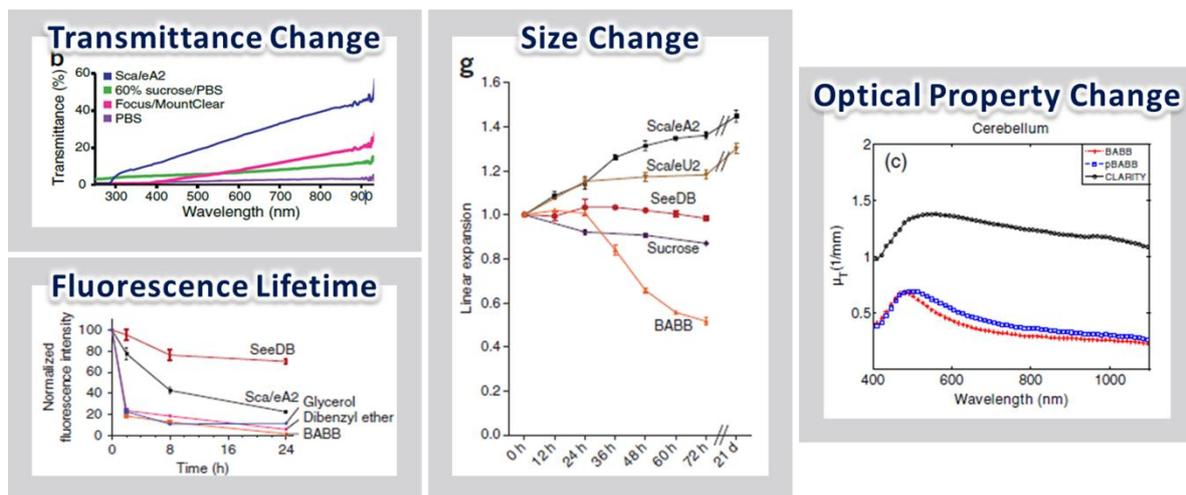 Transmittance Change
b
Transmittance (%)
60
40
20
0
Sca/eA2
60% sucrose/PBS
Focus/MountClear
PBS
300 400 500 600 700 800 900
Wavelength (nm)
Fluorescence Lifetime
Normalized
fluorescence intensity
100
80
60
40
20
0
SeeDB
Sca/eA2
Glycerol
Dibenzyl ether
BABB
0 8 16 24
Time (h)
Size Change
g
Linear expansion
1.6
1.4
1.2
1.0
0.8
0.6
0.4
0.2
0.0
Sca/eA2
Sca/eU2
SeeDB
Sucrose
BABB
0 h 12 h 24 h 36 h 48 h 60 h 72 h 21 d
Optical Property Change
Cerebellum
(c)
BABB
pBABB
CLARITY
μT(1/mm)
2
1.5
1
0.5
400 600 800 1000
Wavelength (nm)